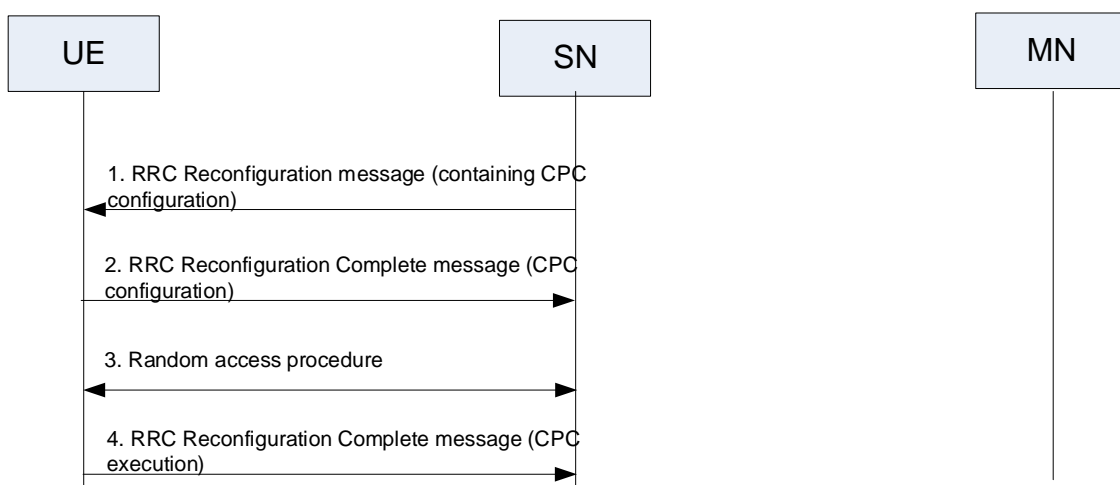 UE
SN
MN
1. RRC Reconfiguration message (containing CPC
configuration)
2. RRC Reconfiguration Complete message (CPC
configuration)
3. Random access procedure
4. RRC Reconfiguration Complete message (CPC
execution)